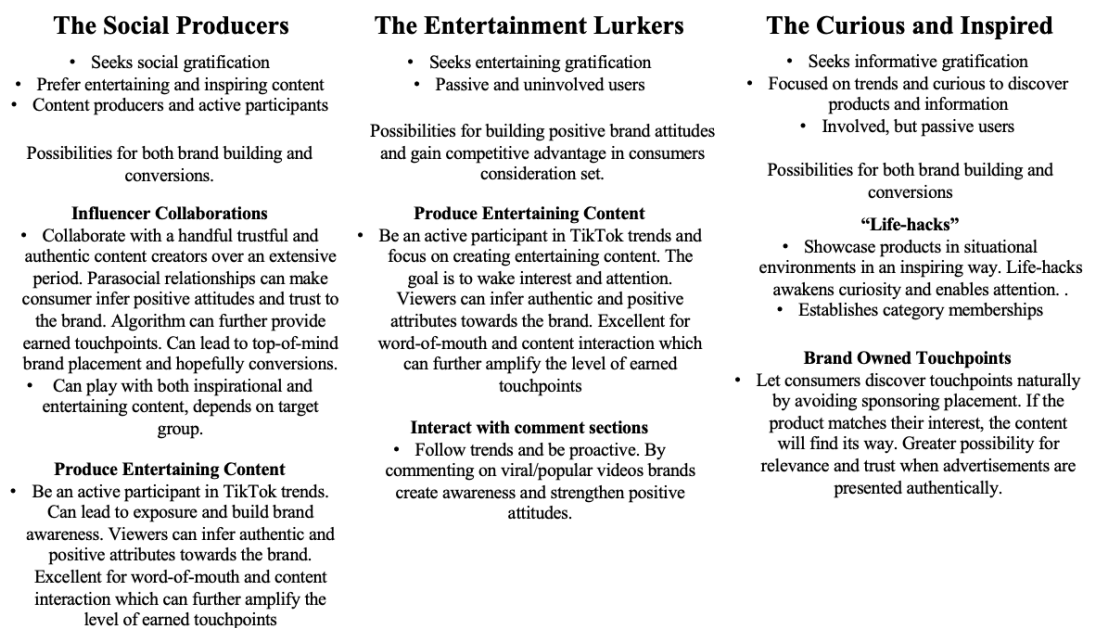 The Social Producers
• Seeks social gratification
• Prefer entertaining and inspiring content
• Content producers and active participants
Possibilities for both brand building and
conversions.
Influencer Collaborations
• Collaborate with a handful trustful and
authentic content creators over an extensive
period. Parasocial relationships can make
consumer infer positive attitudes and trust to
the brand. Algorithm can further provide
earned touchpoints. Can lead to top-of-mind
brand placement and hopefully conversions.
• Can play with both inspirational and
entertaining content, depends on target
group.
Produce Entertaining Content
• Be an active participant in TikTok trends.
Can lead to exposure and build brand
awareness. Viewers can infer authentic and
positive attributes towards the brand.
Excellent for word-of-mouth and content
interaction which can further amplify the
level of earned touchpoints
The Entertainment Lurkers
• Seeks entertaining gratification
• Passive and uninvolved users
Possibilities for building positive brand attitudes
and gain competitive advantage in consumers
consideration set.
Produce Entertaining Content
• Be an active participant in TikTok trends and
focus on creating entertaining content. The
goal is to wake interest and attention.
Viewers can infer authentic and positive
attributes towards the brand. Excellent for
word-of-mouth and content interaction which
can further amplify the level of earned
touchpoints
Interact with comment sections
• Follow trends and be proactive. By
commenting on viral/popular videos brands
create awareness and strengthen positive
attitudes.
The Curious and Inspired
• Seeks informative gratification
• Focused on trends and curious to discover
products and information
• Involved, but passive users
Possibilities for both brand building and
conversions
“Life-hacks”
• Showcase products in situational
environments in an inspiring way. Life-hacks
awakens curiosity and enables attention. .
• Establishes category memberships
Brand Owned Touchpoints
• Let consumers discover touchpoints naturally
by avoiding sponsoring placement. If the
product matches their interest, the content
will find its way. Greater possibility for
relevance and trust when advertisements are
presented authentically.